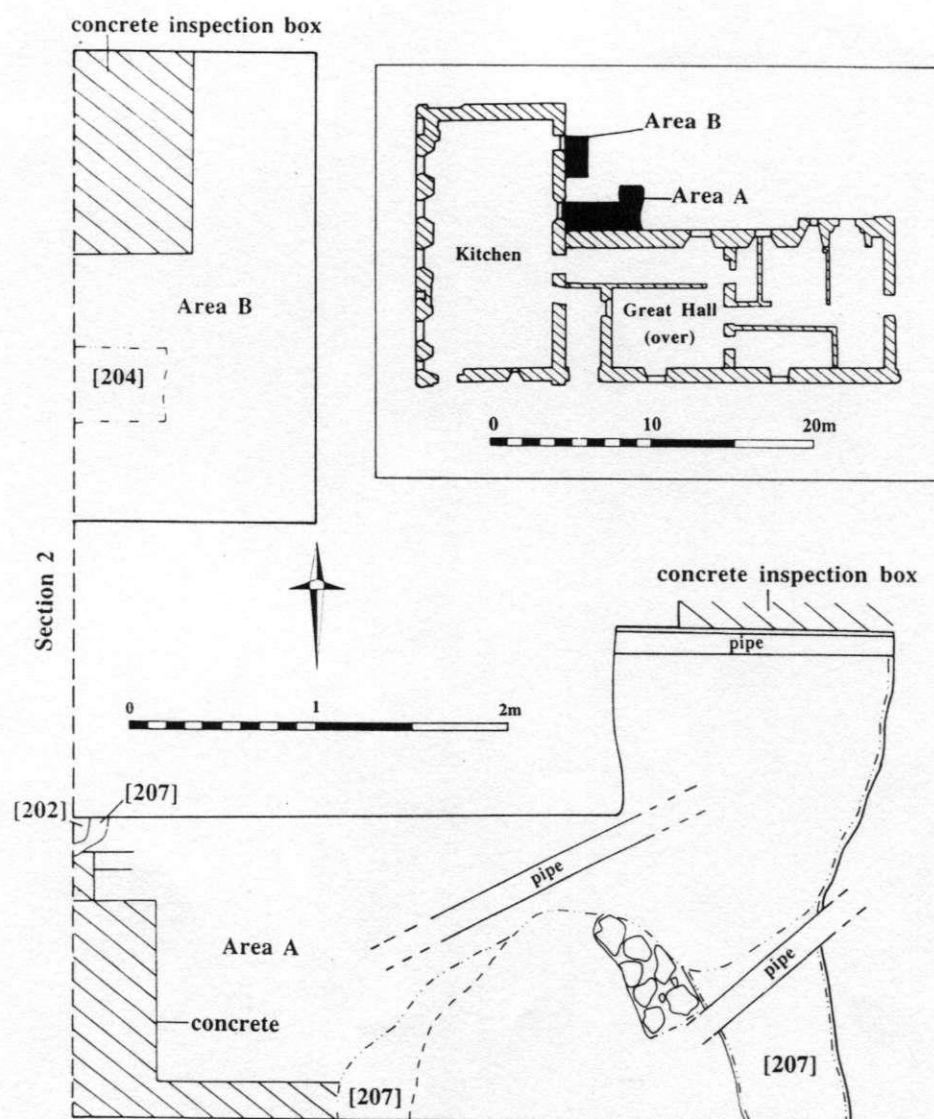 concrete inspection box
Area B
[204]
Section 2
Area B
Area A
Kitchen
Great Hall
(over)
0 10 20m
concrete inspection box
pipe
0 1 2m
[202]
[207]
pipe
Area A
pipe
concrete
[207]
[207]